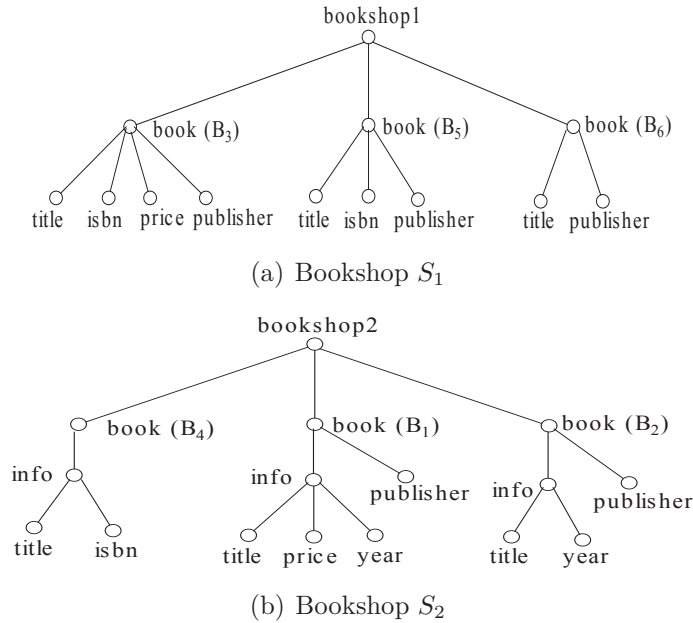 bookshop1
book (B3) book (B5) book (B6)
title isbn price publisher title isbn publisher title publisher
(a) Bookshop S1
bookshop2
book (B4) book (B1) book (B2)
info info publisher info publisher
title isbn title price year title year
(b) Bookshop S2